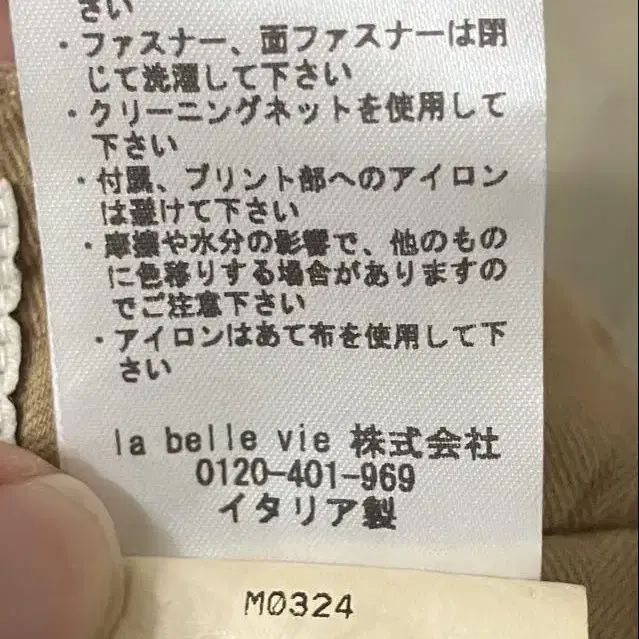 さい
・ファスナー、面ファスナーは閉
じて洗濯して下さい
・クリーニングネットを使用して
下さい
・付属、プリント部へのアイロン
は避けて下さい
・摩擦や水分の影響で、他のもの
に色移りする場合がありますの
でご注意下さい
・アイロンはあて布を使用して下
さい
la belle vie 株式会社
0120-401-969
イタリア製
M0324